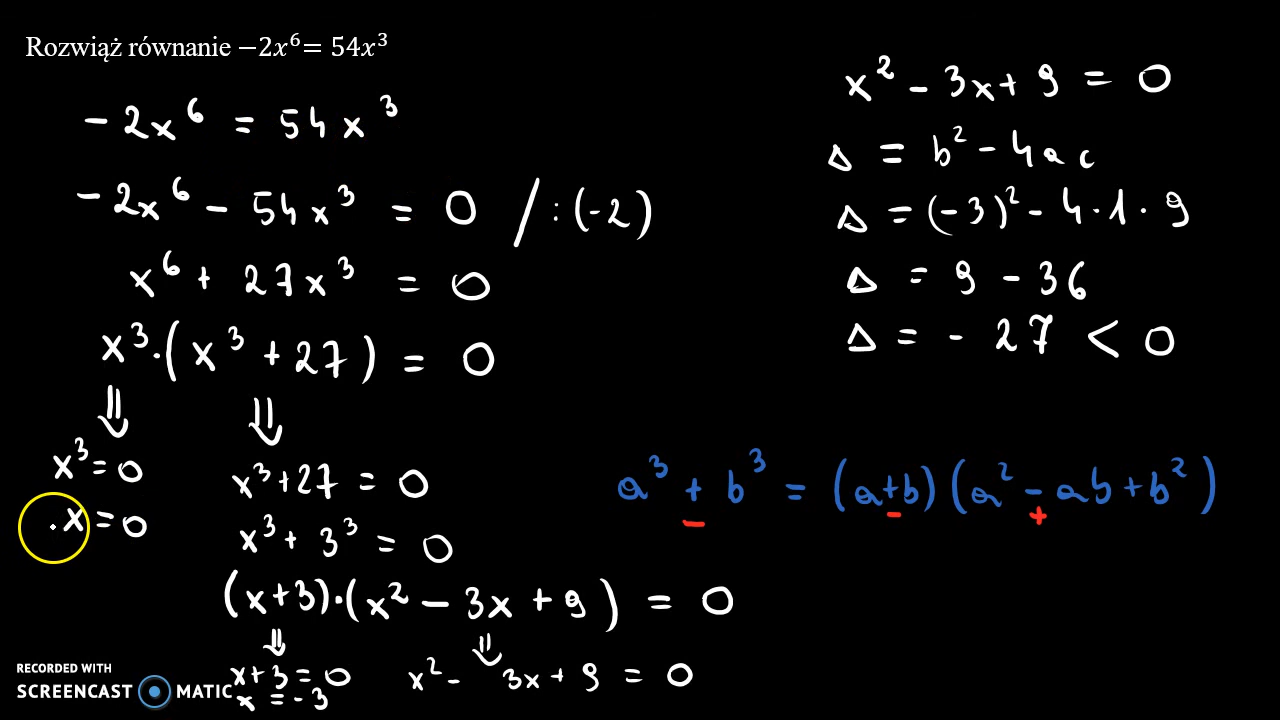 Rozwiąż równanie −2x⁶= 54x³
- 2x⁶ = 54x³
- 2x⁶ - 54x³ = 0 / : (-2)
x⁶ + 27x³ = 0
x³·(x³ + 27) = 0
⇓ ⇓
x³ = 0
x = 0
x³ + 27 = 0
x³ + 3³ = 0
(x+3)·(x² - 3x + 9) = 0
⇓ ⇓
x + 3 = 0
x = - 3
x² - 3x + 9 = 0
x² - 3x + 9 = 0
Δ = b² - 4ac
Δ = (-3)² - 4·1·9
Δ = 9 - 36
Δ = - 27 < 0
a³ + b³ = (a+b)(a² - ab + b²)
- - +
RECORDED WITH
SCREENCAST MATIC